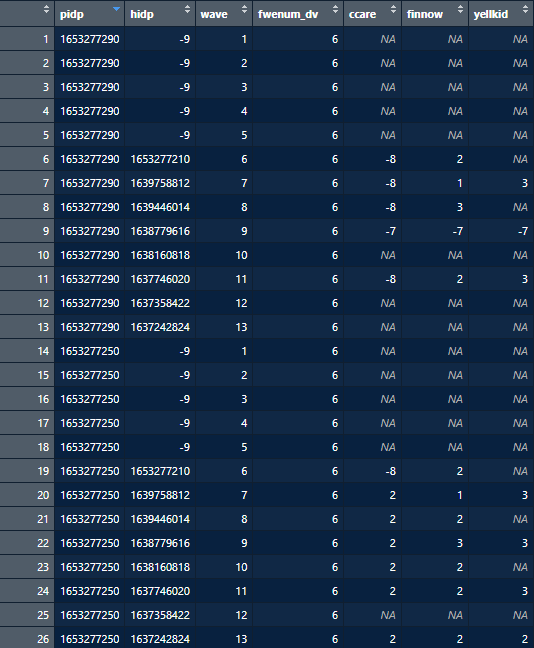 pidp hidp wave fwenum_dv ccare finnow yellkid
1 1653277290 -9 1 6 NA NA NA
2 1653277290 -9 2 6 NA NA NA
3 1653277290 -9 3 6 NA NA NA
4 1653277290 -9 4 6 NA NA NA
5 1653277290 -9 5 6 NA NA NA
6 1653277290 1653277210 6 6 -8 2 NA
7 1653277290 1639758812 7 6 -8 1 3
8 1653277290 1639446014 8 6 -8 3 NA
9 1653277290 1638779616 9 6 -7 -7 -7
10 1653277290 1638160818 10 6 NA NA NA
11 1653277290 1637746020 11 6 -8 2 3
12 1653277290 1637358422 12 6 NA NA NA
13 1653277290 1637242824 13 6 NA NA NA
14 1653277250 -9 1 6 NA NA NA
15 1653277250 -9 2 6 NA NA NA
16 1653277250 -9 3 6 NA NA NA
17 1653277250 -9 4 6 NA NA NA
18 1653277250 -9 5 6 NA NA NA
19 1653277250 1653277210 6 6 -8 2 NA
20 1653277250 1639758812 7 6 2 1 3
21 1653277250 1639446014 8 6 2 2 NA
22 1653277250 1638779616 9 6 2 3 3
23 1653277250 1638160818 10 6 2 2 NA
24 1653277250 1637746020 11 6 2 2 3
25 1653277250 1637358422 12 6 NA NA NA
26 1653277250 1637242824 13 6 2 2 2